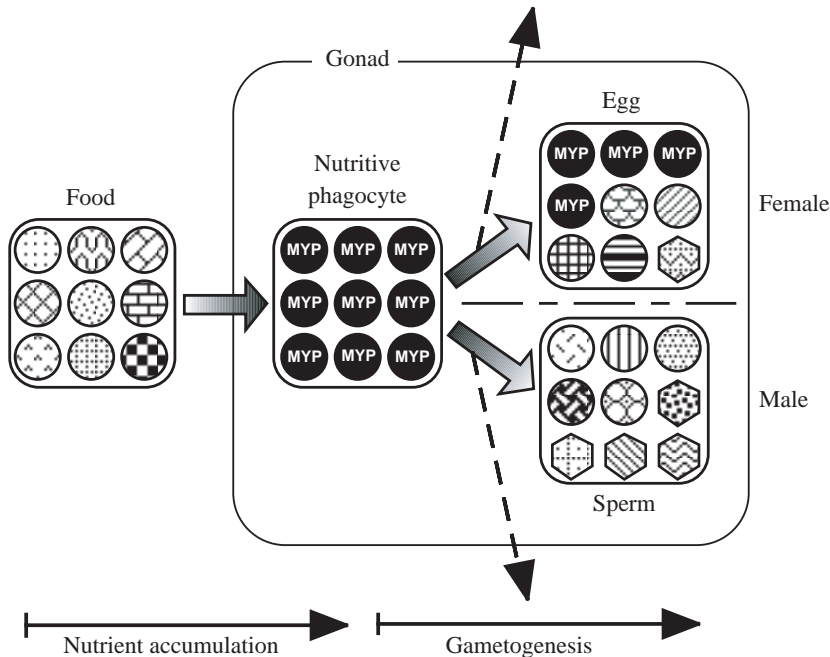 Gonad
Egg
MYP MYP MYP
MYP
Female
Food
Nutritive
phagocyte
MYP MYP MYP
MYP MYP MYP
MYP MYP MYP
Male
Sperm
Nutrient accumulation
Gametogenesis